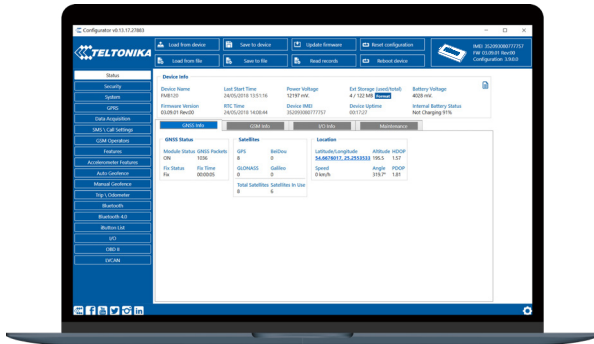 Configurator v0.13.17.27883
TELTONIKA
Load from device
Save to device
Update firmware
Reset configuration
Load from file
Save to file
Read records
Reboot device
IMEI 352093080777757
FW 03.09.01 Rev:00
Configuration 3.9.0.0
Status
Security
System
GPRS
Data Acquisition
SMS \ Call Settings
GSM Operators
Features
Accelerometer Features
Auto Geofence
Manual Geofence
Trip \ Odometer
Bluetooth
Bluetooth 4.0
iButton List
I/O
OBD II
LVCAN
Device Info
Device Name
FMB120
Last Start Time
24/05/2018 13:51:16
Power Voltage
12197 mV.
Ext Storage (used/total)
4 / 122 MB Format
Battery Voltage
4028 mV.
Firmware Version
03.09.01 Rev:00
RTC Time
24/05/2018 14:08:44
Device IMEI
352093080777757
Device Uptime
00:17:27
Internal Battery Status
Not Charging 91%
GNSS Info
GSM Info
I/O Info
Maintenance
GNSS Status
Module Status GNSS Packets
ON 1036
Fix Status Fix Time
Fix 00:00:05
Satellites
GPS BeiDou
8 0
GLONASS Galileo
0 0
Total Satellites Satellites in Use
8 6
Location
Latitude/Longitude Altitude HDOP
54.6676017, 25.2553533 195.5 1.57
Speed Angle PDOP
0 km/h 319.7° 1.81